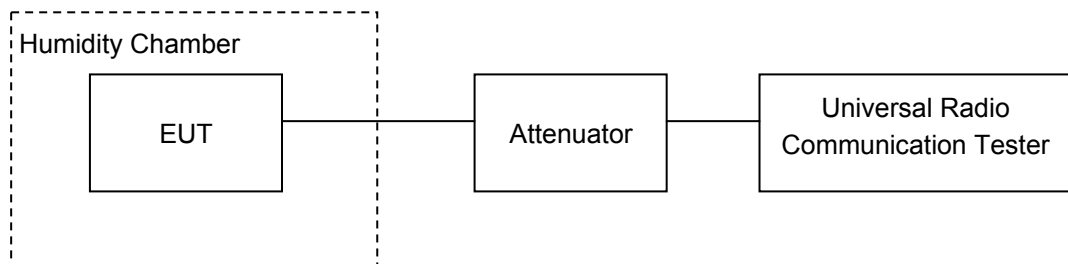 Humidity Chamber
EUT
Attenuator
Universal Radio
Communication Tester